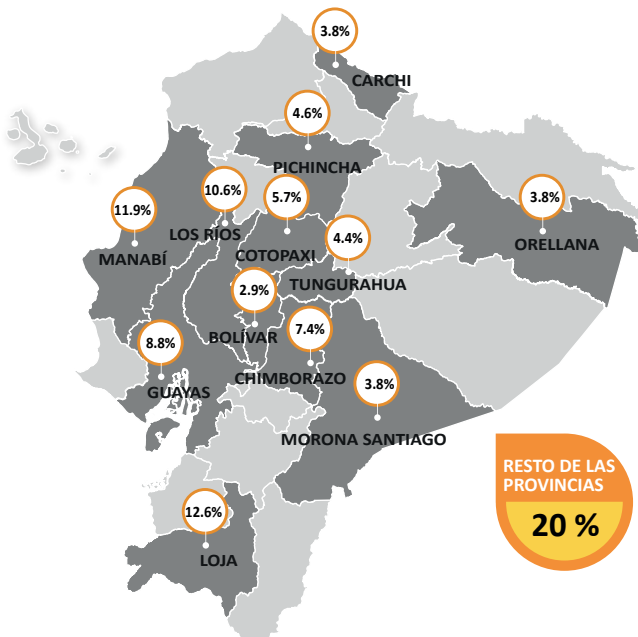 3.8%
CARCHI
4.6%
PICHINCHA
10.6%
5.7%
3.8%
11.9%
LOS RÍOS
4.4%
ORELLANA
MANABÍ
COTOPAXI
TUNGURAHUA
2.9%
BOLÍVAR
7.4%
8.8%
CHIMBORAZO
GUAYAS
3.8%
MORONA SANTIAGO
RESTO DE LAS
PROVINCIAS
20 %
12.6%
LOJA